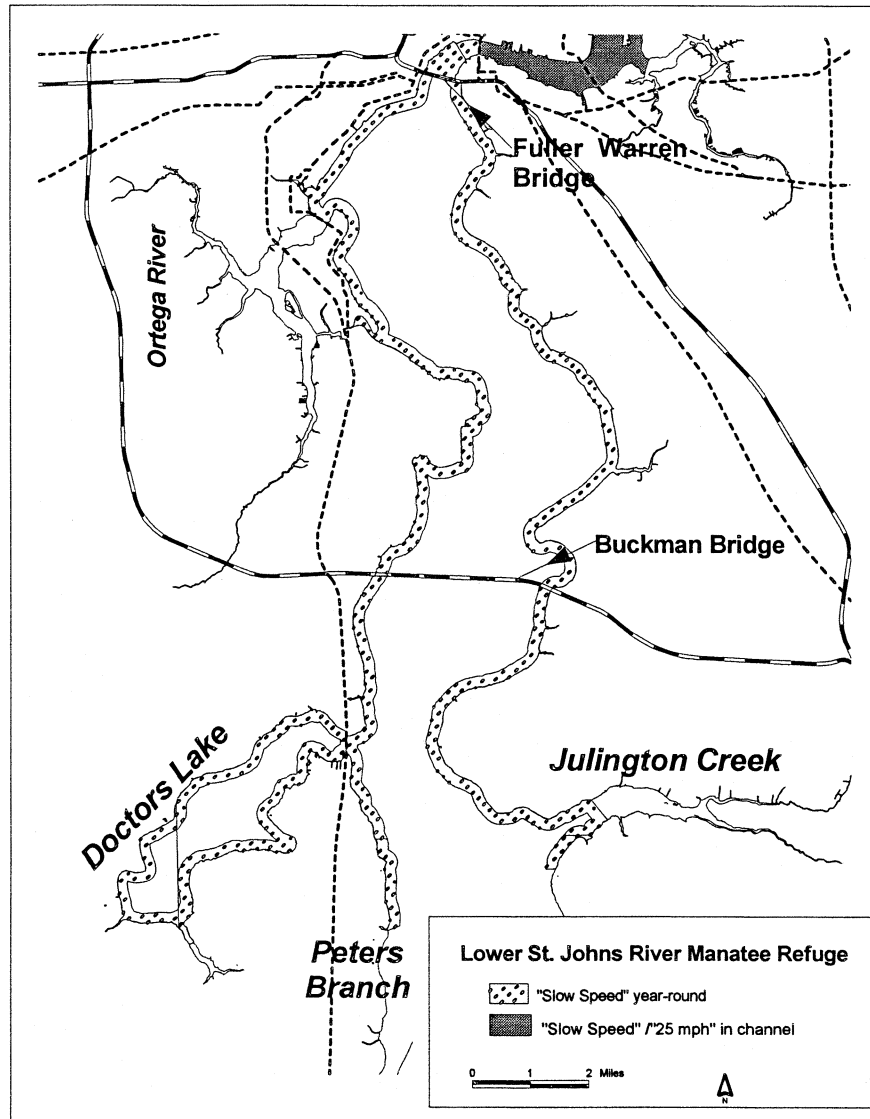 Fuller Warren
Bridge
Ortega River
Buckman Bridge
Doctors Lake
Julington Creek
Peters
Branch
Lower St. Johns River Manatee Refuge
"Slow Speed" year-round
"Slow Speed" /"25 mph" in channel
0 1 2 Miles
N